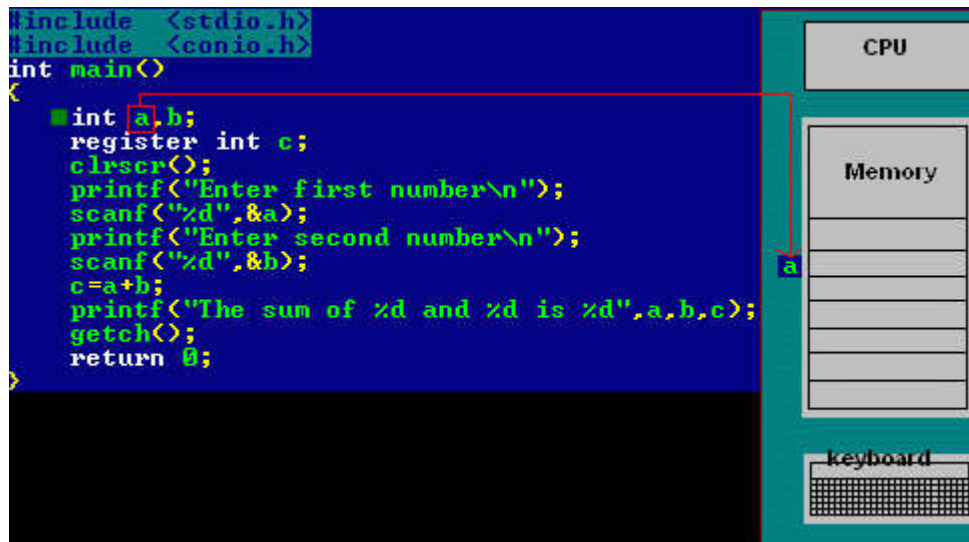 #include <stdio.h>
#include <conio.h>
int main()
{
int a,b;
register int c;
clrscr();
printf("Enter first number\n");
scanf("%d",&a);
printf("Enter second number\n");
scanf("%d",&b);
c=a+b;
printf("The sum of %d and %d is %d",a,b,c);
getch();
return 0;
}
CPU
Memory
a
keyboard